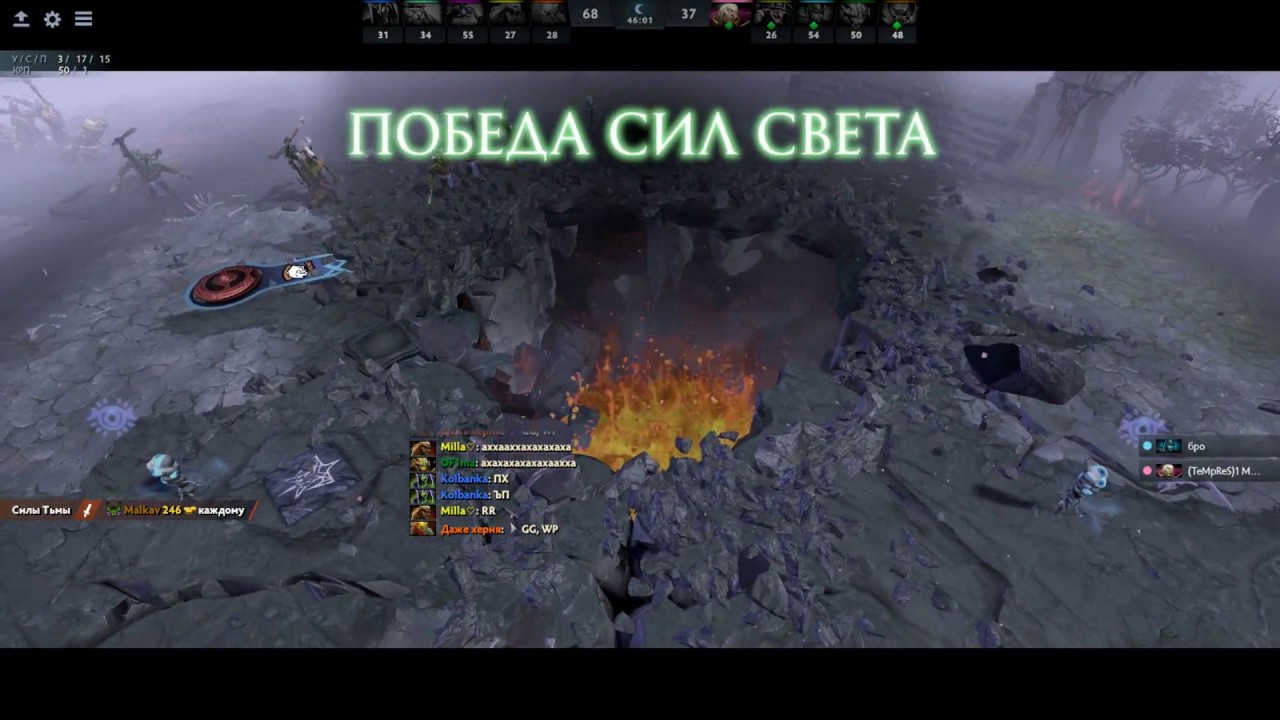 68 46:01 37
31 34 55 27 28 26 54 50 48
У/С/П 3/ 17/ 15
КРП 50/ 1
ПОБЕДА СИЛ СВЕТА
Milla♡: аххааххахахахаха
OF1ma: ахахахахахахаахха
Kolbanka: ПХ
Kolbanka: ЪП
Milla♡: RR
Даже херня: GG, WP
бро
(TeMpReS)1 M...
Силы Тьмы Malkav 246 каждому